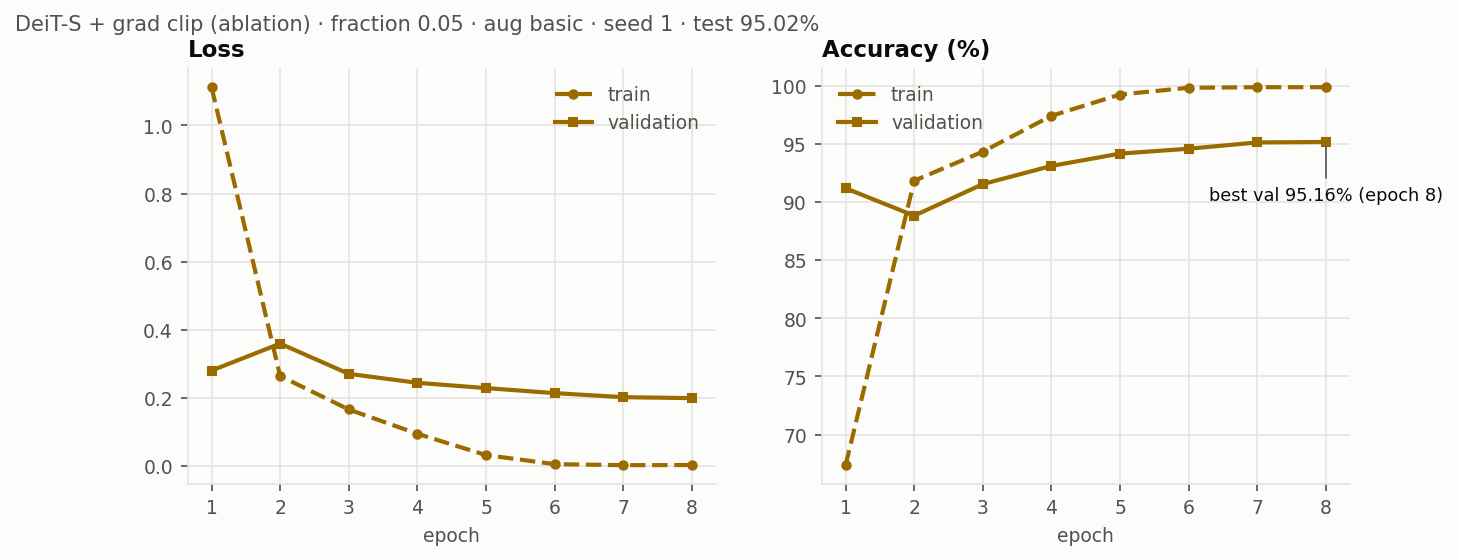 DeiT-S + grad clip (ablation) · fraction 0.05 · aug basic · seed 1 · test 95.02%
Loss
train
validation
1.0
0.8
0.6
0.4
0.2
0.0
1 2 3 4 5 6 7 8
epoch
Accuracy (%)
train
validation
100
95
90
85
80
75
70
best val 95.16% (epoch 8)
1 2 3 4 5 6 7 8
epoch